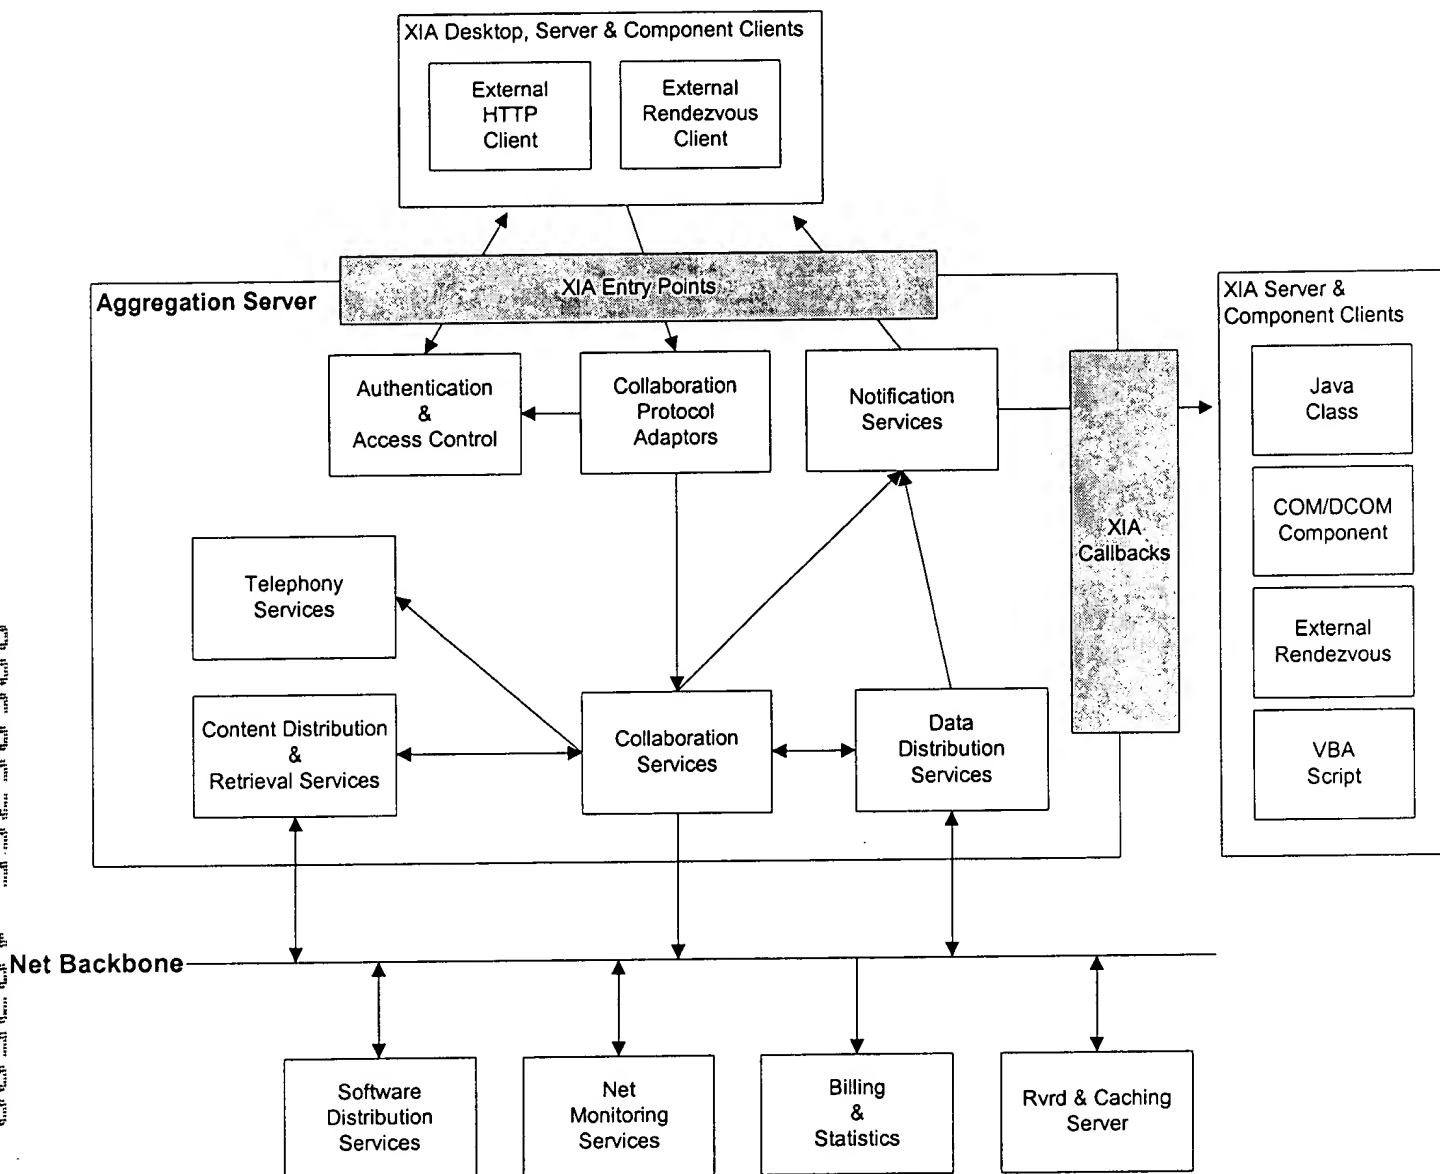 XIA Desktop, Server & Component Clients
External
HTTP
Client
External
Rendezvous
Client
XIA Entry Points
Aggregation Server
XIA Server &
Component Clients
Authentication
&
Access Control
Collaboration
Protocol
Adaptors
Notification
Services
Java
Class
COM/DCOM
Component
XIA
Callbacks
Telephony
Services
External
Rendezvous
Content Distribution
&
Retrieval Services
Collaboration
Services
Data
Distribution
Services
VBA
Script
Net Backbone
Software
Distribution
Services
Net
Monitoring
Services
Billing
&
Statistics
Rvrd & Caching
Server